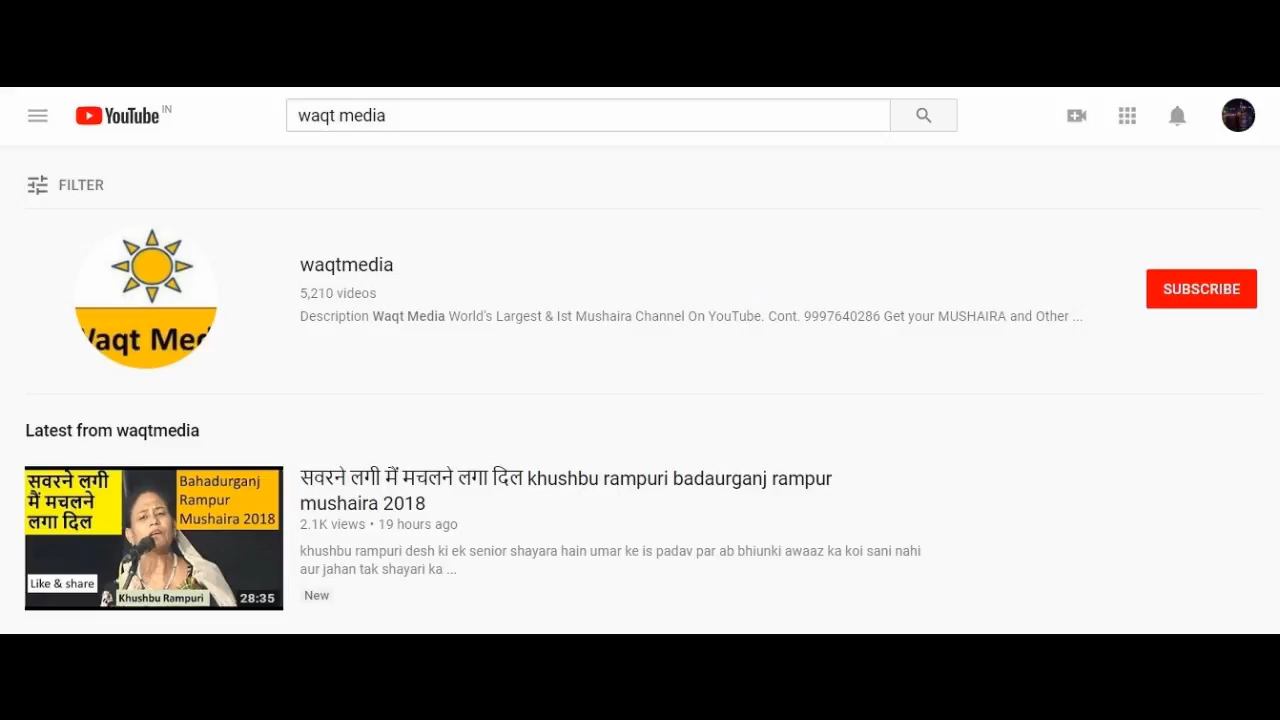 YouTube IN
waqt media
FILTER
Waqt Med
waqtmedia
5,210 videos
Description Waqt Media World's Largest & Ist Mushaira Channel On YouTube. Cont. 9997640286 Get your MUSHAIRA and Other ...
SUBSCRIBE
Latest from waqtmedia
सवरने लगी
मैं मचलने
लगा दिल
Bahadurganj
Rampur
Mushaira 2018
Like & share
Khushbu Rampuri
28:35
सवरने लगी मैं मचलने लगा दिल khushbu rampuri badaurganj rampur
mushaira 2018
2.1K views • 19 hours ago
khushbu rampuri desh ki ek senior shayara hain umar ke is padav par ab bhiunki awaaz ka koi sani nahi
aur jahan tak shayari ka ...
New